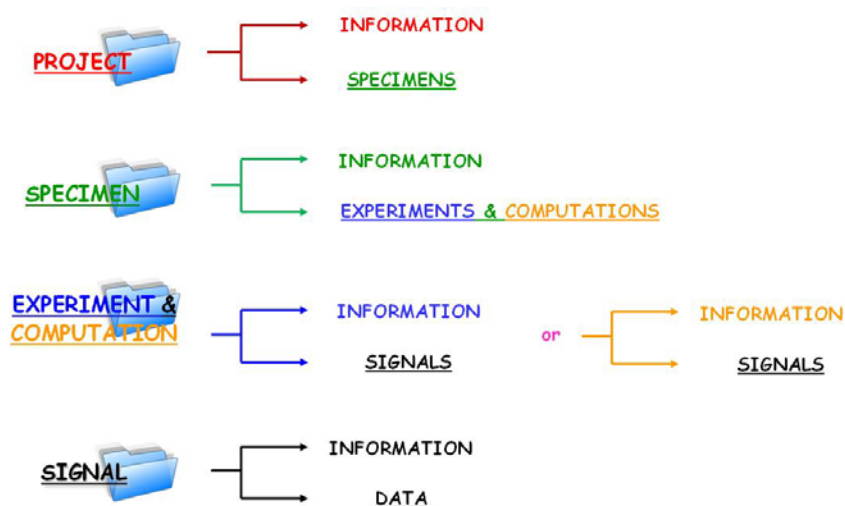 PROJECT
INFORMATION
SPECIMENS
SPECIMEN
INFORMATION
EXPERIMENTS & COMPUTATIONS
EXPERIMENT &
COMPUTATION
INFORMATION
SIGNALS
or
INFORMATION
SIGNALS
SIGNAL
INFORMATION
DATA